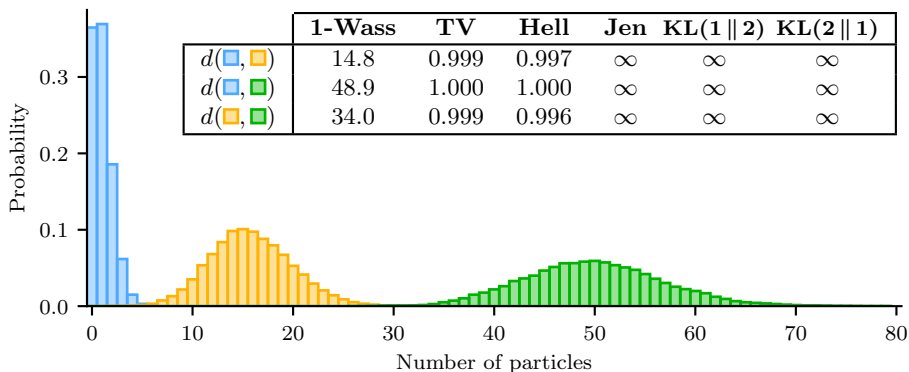 1-Wass TV Hell Jen KL(1 ∥ 2) KL(2 ∥ 1)
d(■, ■) 14.8 0.999 0.997 ∞ ∞ ∞
d(■, ■) 48.9 1.000 1.000 ∞ ∞ ∞
d(■, ■) 34.0 0.999 0.996 ∞ ∞ ∞
Probability
0.3
0.2
0.1
0.0
0 10 20 30 40 50 60 70 80
Number of particles